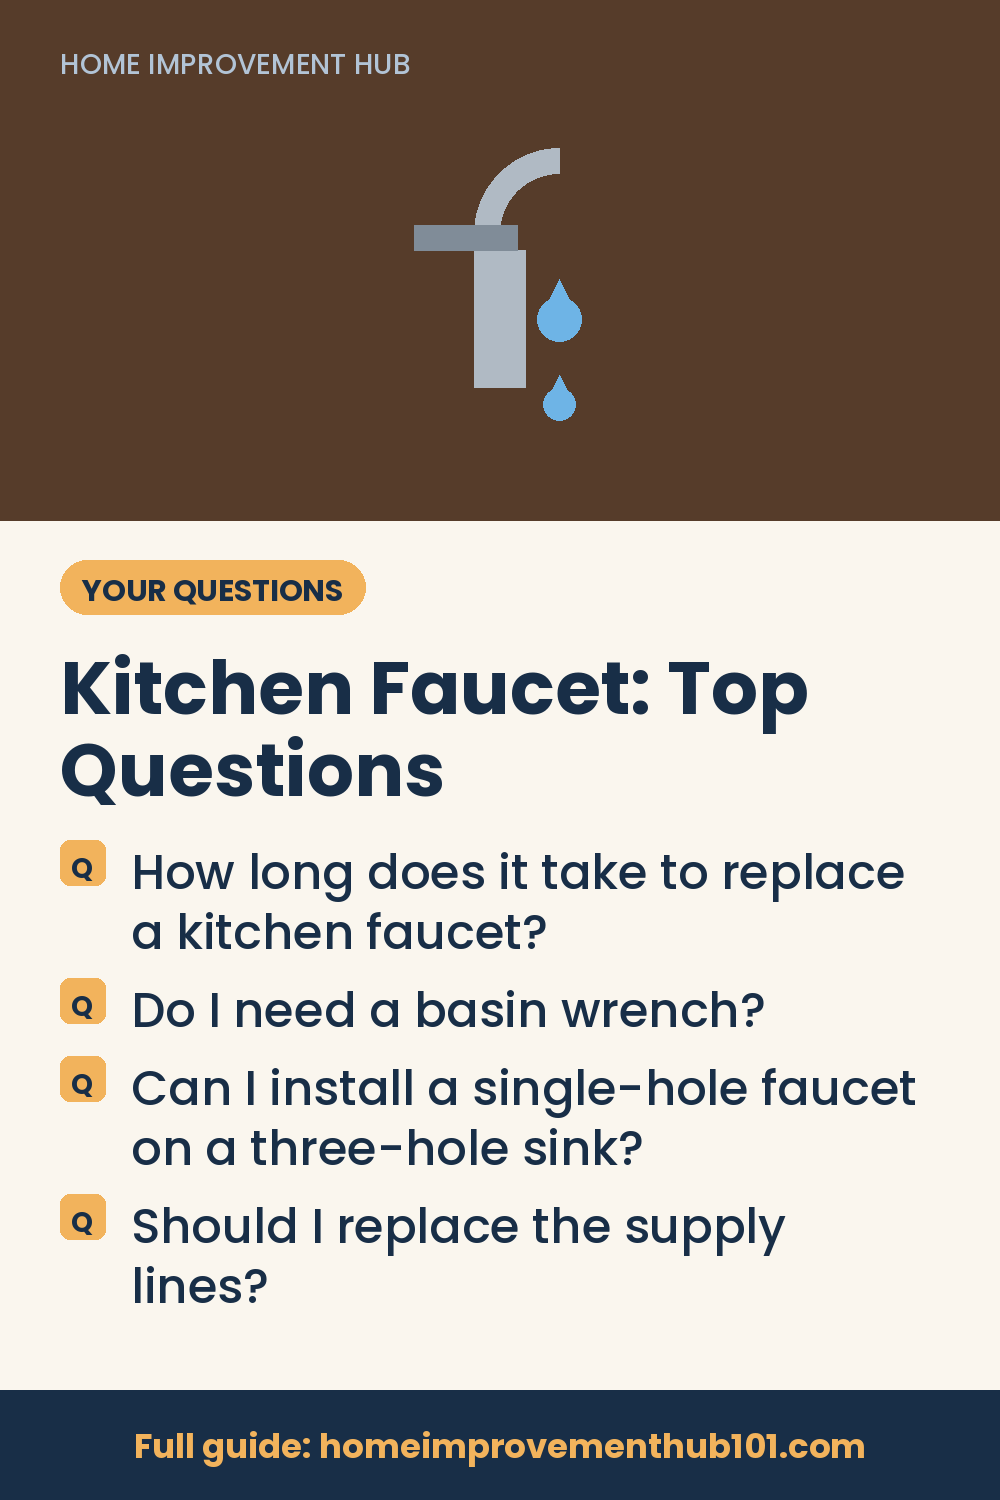 HOME IMPROVEMENT HUB
YOUR QUESTIONS
Kitchen Faucet: Top
Questions
Q How long does it take to replace
a kitchen faucet?
Q Do I need a basin wrench?
Q Can I install a single-hole faucet
on a three-hole sink?
Q Should I replace the supply
lines?
Full guide: homeimprovementhub101.com